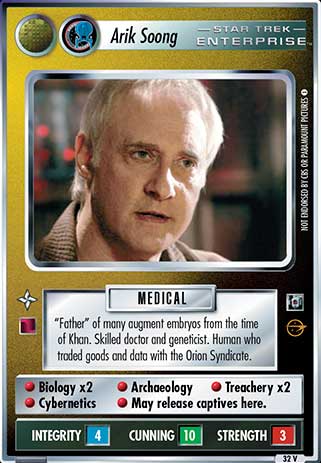 Arik Soong
STAR TREK
ENTERPRISE™
NOT ENDORSED BY CBS OR PARAMOUNT PICTURES
MEDICAL
"Father" of many augment embryos from the time
of Khan. Skilled doctor and geneticist. Human who
traded goods and data with the Orion Syndicate.
Biology x2 Archaeology Treachery x2
Cybernetics May release captives here.
INTEGRITY 4 CUNNING 10 STRENGTH 3
32 V